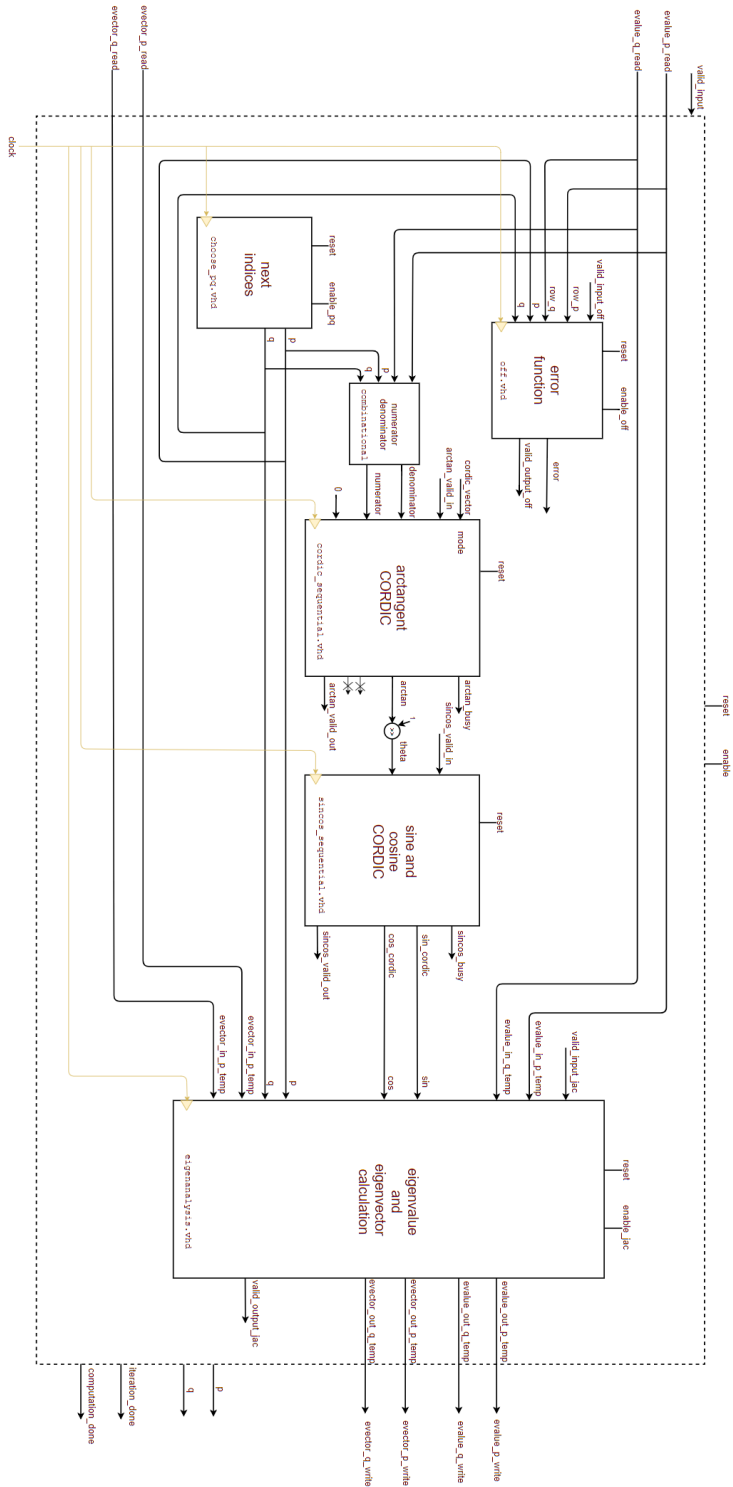 reset
enable
valid_input
evalue_p_read
evalue_q_read
reset
enable_off
valid_input_off
row_p
row_q
p
q
error
function
off.vhd
error
valid_output_off
reset
enable_jac
valid_input_jac
evalue_in_p_temp
evalue_in_q_temp
sin
cos
p
q
evector_in_p_temp
evector_in_p_temp
eigenvalue
and
eigenvector
calculation
eigenanalysis.vhd
evalue_out_p_temp
evalue_out_q_temp
evector_out_p_temp
evector_out_q_temp
valid_output_jac
evalue_p_write
evalue_q_write
evector_p_write
evector_q_write
reset
cordic_vector
arctan_valid_in
mode
denominator
numerator
0
arctangent
CORDIC
cordic_sequential.vhd
arctan_busy
arctan
arctan_valid_out
1
>>
theta
sincos_valid_in
reset
sine and
cosine
CORDIC
sincos_sequential.vhd
sincos_busy
sin_cordic
cos_cordic
sincos_valid_out
p
q
numerator
denominator
combinational
reset
enable_pq
next
indices
choose_pq.vhd
p
q
evector_p_read
evector_q_read
clock
p
q
iteration_done
computation_done